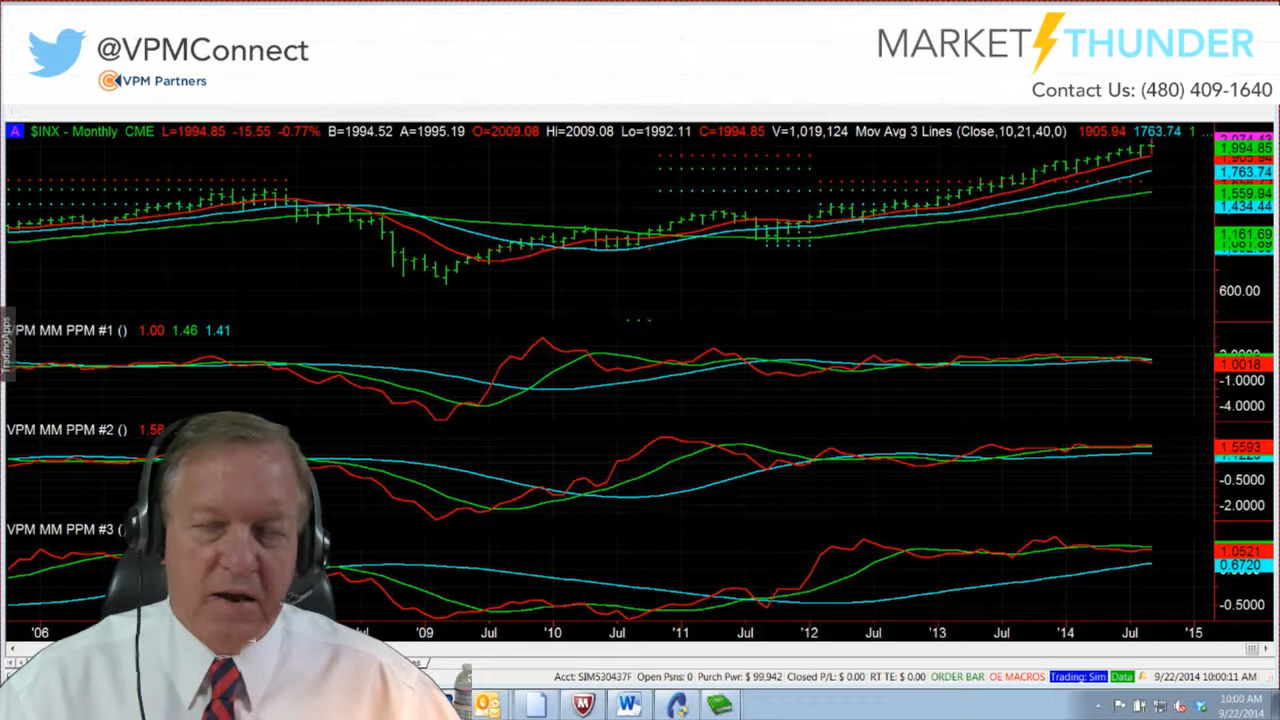 @VPMConnect
VPM Partners
MARKET THUNDER
Contact Us: (480) 409-1640
A $INX - Monthly CME L=1994.85 -15.55 -0.77% B=1994.52 A=1995.19 O=2009.08 Hi=2009.08 Lo=1992.11 C=1994.85 V=1,019,124 Mov Avg 3 Lines (Close,10,21,40,0) 1905.94 1763.74 1 ...
1,994.85
1,763.74
1,559.94
1,434.44
1,161.69
600.00
TradingApps
VPM MM PPM #1 () 1.00 1.46 1.41
1.0018
-1.0000
-4.0000
VPM MM PPM #2 () 1.56
1.5593
-0.5000
-2.0000
VPM MM PPM #3 ()
1.0521
0.6720
-0.5000
'06 '09 Jul '10 Jul '11 Jul '12 Jul '13 Jul '14 Jul '15
Acct: SIM530437F Open Psns: 0 Purch Pwr: $ 99,942 Closed P/L: $ 0.00 RT TE: $ 0.00 ORDER BAR OE MACROS Trading: Sim Data 9/22/2014 10:00:11 AM
10:00 AM
9/22/2014